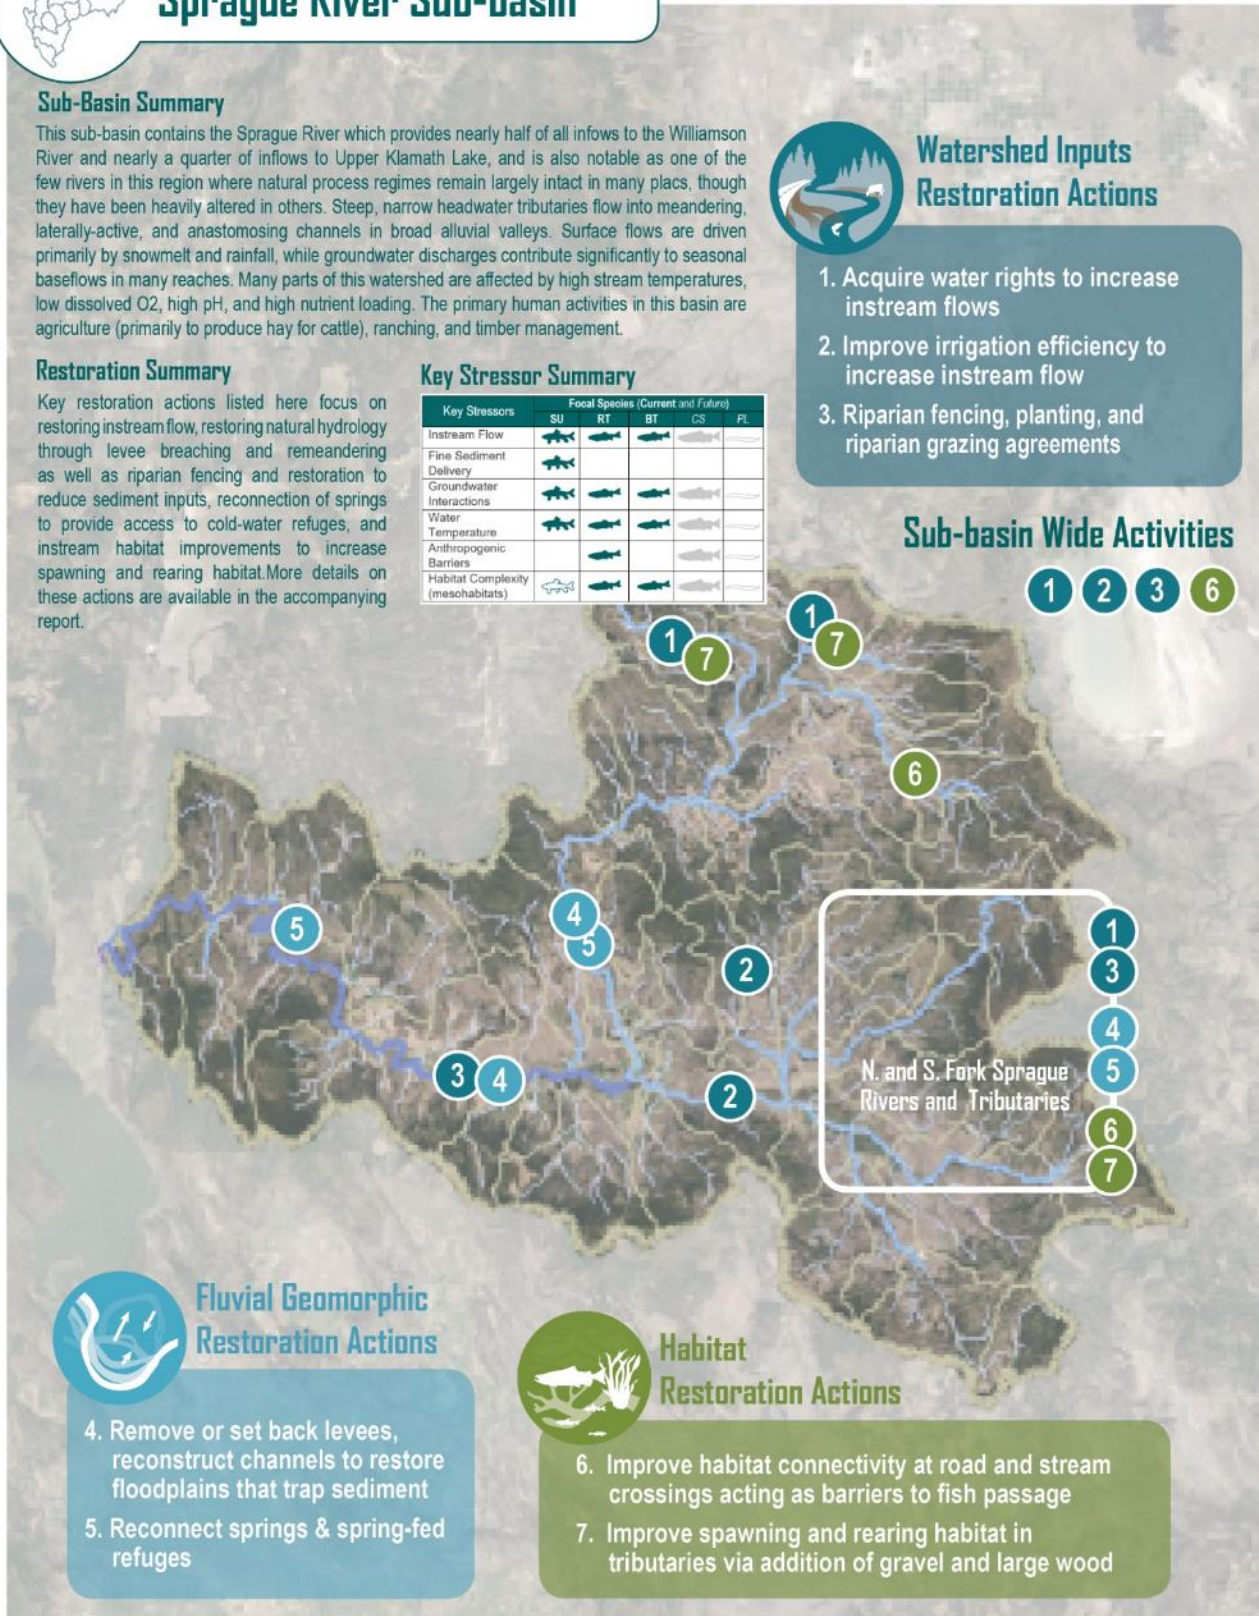 Sprague River Sub-basin
Sub-Basin Summary
This sub-basin contains the Sprague River which provides nearly half of all infows to the Williamson
River and nearly a quarter of inflows to Upper Klamath Lake, and is also notable as one of the
few rivers in this region where natural process regimes remain largely intact in many placs, though
they have been heavily altered in others. Steep, narrow headwater tributaries flow into meandering,
laterally-active, and anastomosing channels in broad alluvial valleys. Surface flows are driven
primarily by snowmelt and rainfall, while groundwater discharges contribute significantly to seasonal
baseflows in many reaches. Many parts of this watershed are affected by high stream temperatures,
low dissolved O2, high pH, and high nutrient loading. The primary human activities in this basin are
agriculture (primarily to produce hay for cattle), ranching, and timber management.
Watershed Inputs
Restoration Actions
1. Acquire water rights to increase
instream flows
2. Improve irrigation efficiency to
increase instream flow
3. Riparian fencing, planting, and
riparian grazing agreements
Restoration Summary
Key restoration actions listed here focus on
restoring instream flow, restoring natural hydrology
through levee breaching and remeandering
as well as riparian fencing and restoration to
reduce sediment inputs, reconnection of springs
to provide access to cold-water refuges, and
instream habitat improvements to increase
spawning and rearing habitat.More details on
these actions are available in the accompanying
report.
Key Stressor Summary
Key Stressors
Focal Species (Current and Future)
SU RT BT CS PL
Instream Flow
Fine Sediment
Delivery
Groundwater
Interactions
Water
Temperature
Anthropogenic
Barriers
Habitat Complexity
(mesohabitats)
Sub-basin Wide Activities
1 2 3 6
1
7
1
7
6
5
4
5
2
1
3
4
5
6
7
N. and S. Fork Sprague
Rivers and Tributaries
3 4
2
Fluvial Geomorphic
Restoration Actions
4. Remove or set back levees,
reconstruct channels to restore
floodplains that trap sediment
5. Reconnect springs & spring-fed
refuges
Habitat
Restoration Actions
6. Improve habitat connectivity at road and stream
crossings acting as barriers to fish passage
7. Improve spawning and rearing habitat in
tributaries via addition of gravel and large wood